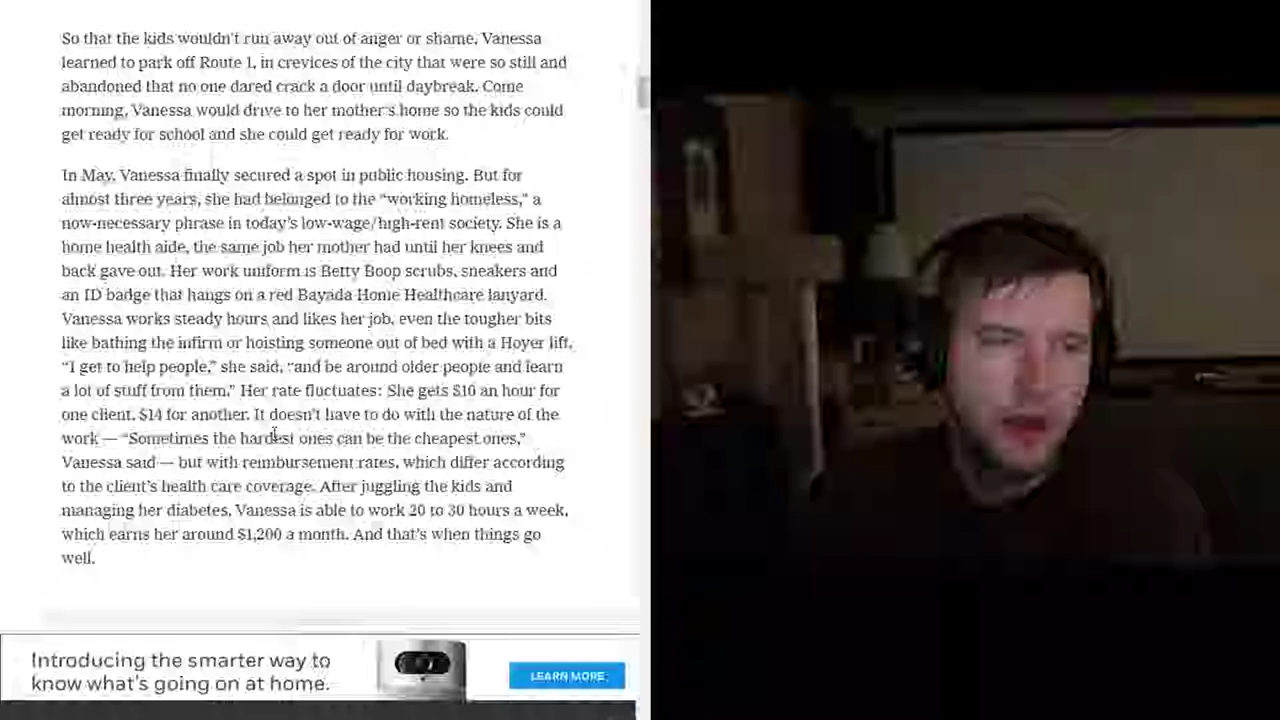 So that the kids wouldn't run away out of anger or shame, Vanessa
learned to park off Route 1, in crevices of the city that were so still and
abandoned that no one dared crack a door until daybreak. Come
morning, Vanessa would drive to her mother's home so the kids could
get ready for school and she could get ready for work.
In May, Vanessa finally secured a spot in public housing. But for
almost three years, she had belonged to the “working homeless,” a
now-necessary phrase in today's low-wage/high-rent society. She is a
home health aide, the same job her mother had until her knees and
back gave out. Her work uniform is Betty Boop scrubs, sneakers and
an ID badge that hangs on a red Bayada Home Healthcare lanyard.
Vanessa works steady hours and likes her job, even the tougher bits
like bathing the infirm or hoisting someone out of bed with a Hoyer lift.
“I get to help people,” she said, “and be around older people and learn
a lot of stuff from them.” Her rate fluctuates: She gets $10 an hour for
one client, $14 for another. It doesn't have to do with the nature of the
work — “Sometimes the hardest ones can be the cheapest ones,”
Vanessa said — but with reimbursement rates, which differ according
to the client's health care coverage. After juggling the kids and
managing her diabetes, Vanessa is able to work 20 to 30 hours a week,
which earns her around $1,200 a month. And that's when things go
well.
Introducing the smarter way to
know what's going on at home.
LEARN MORE